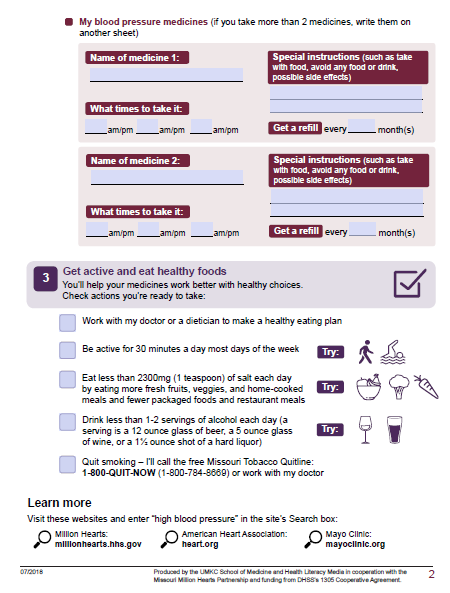 My blood pressure medicines (if you take more than 2 medicines, write them on
another sheet)
Name of medicine 1:
Special instructions (such as take
with food, avoid any food or drink,
possible side effects)
What times to take it:
am/pm am/pm am/pm
Get a refill every month(s)
Name of medicine 2:
Special instructions (such as take
with food, avoid any food or drink,
possible side effects)
What times to take it:
am/pm am/pm am/pm
Get a refill every month(s)
3
Get active and eat healthy foods
You'll help your medicines work better with healthy choices.
Check actions you're ready to take:
Work with my doctor or a dietician to make a healthy eating plan
Be active for 30 minutes a day most days of the week
Try:
Eat less than 2300mg (1 teaspoon) of salt each day
by eating more fresh fruits, veggies, and home-cooked
meals and fewer packaged foods and restaurant meals
Try:
Drink less than 1-2 servings of alcohol each day (a
serving is a 12 ounce glass of beer, a 5 ounce glass
of wine, or a 1½ ounce shot of a hard liquor)
Try:
Quit smoking – I'll call the free Missouri Tobacco Quitline:
1-800-QUIT-NOW (1-800-784-8669) or work with my doctor
Learn more
Visit these websites and enter "high blood pressure" in the site's Search box:
Million Hearts:
millionhearts.hhs.gov
American Heart Association:
heart.org
Mayo Clinic:
mayoclinic.org
07/2018
Produced by the UMKC School of Medicine and Health Literacy Media in cooperation with the
Missouri Million Hearts Partnership and funding from DHSS's 1305 Cooperative Agreement.
2